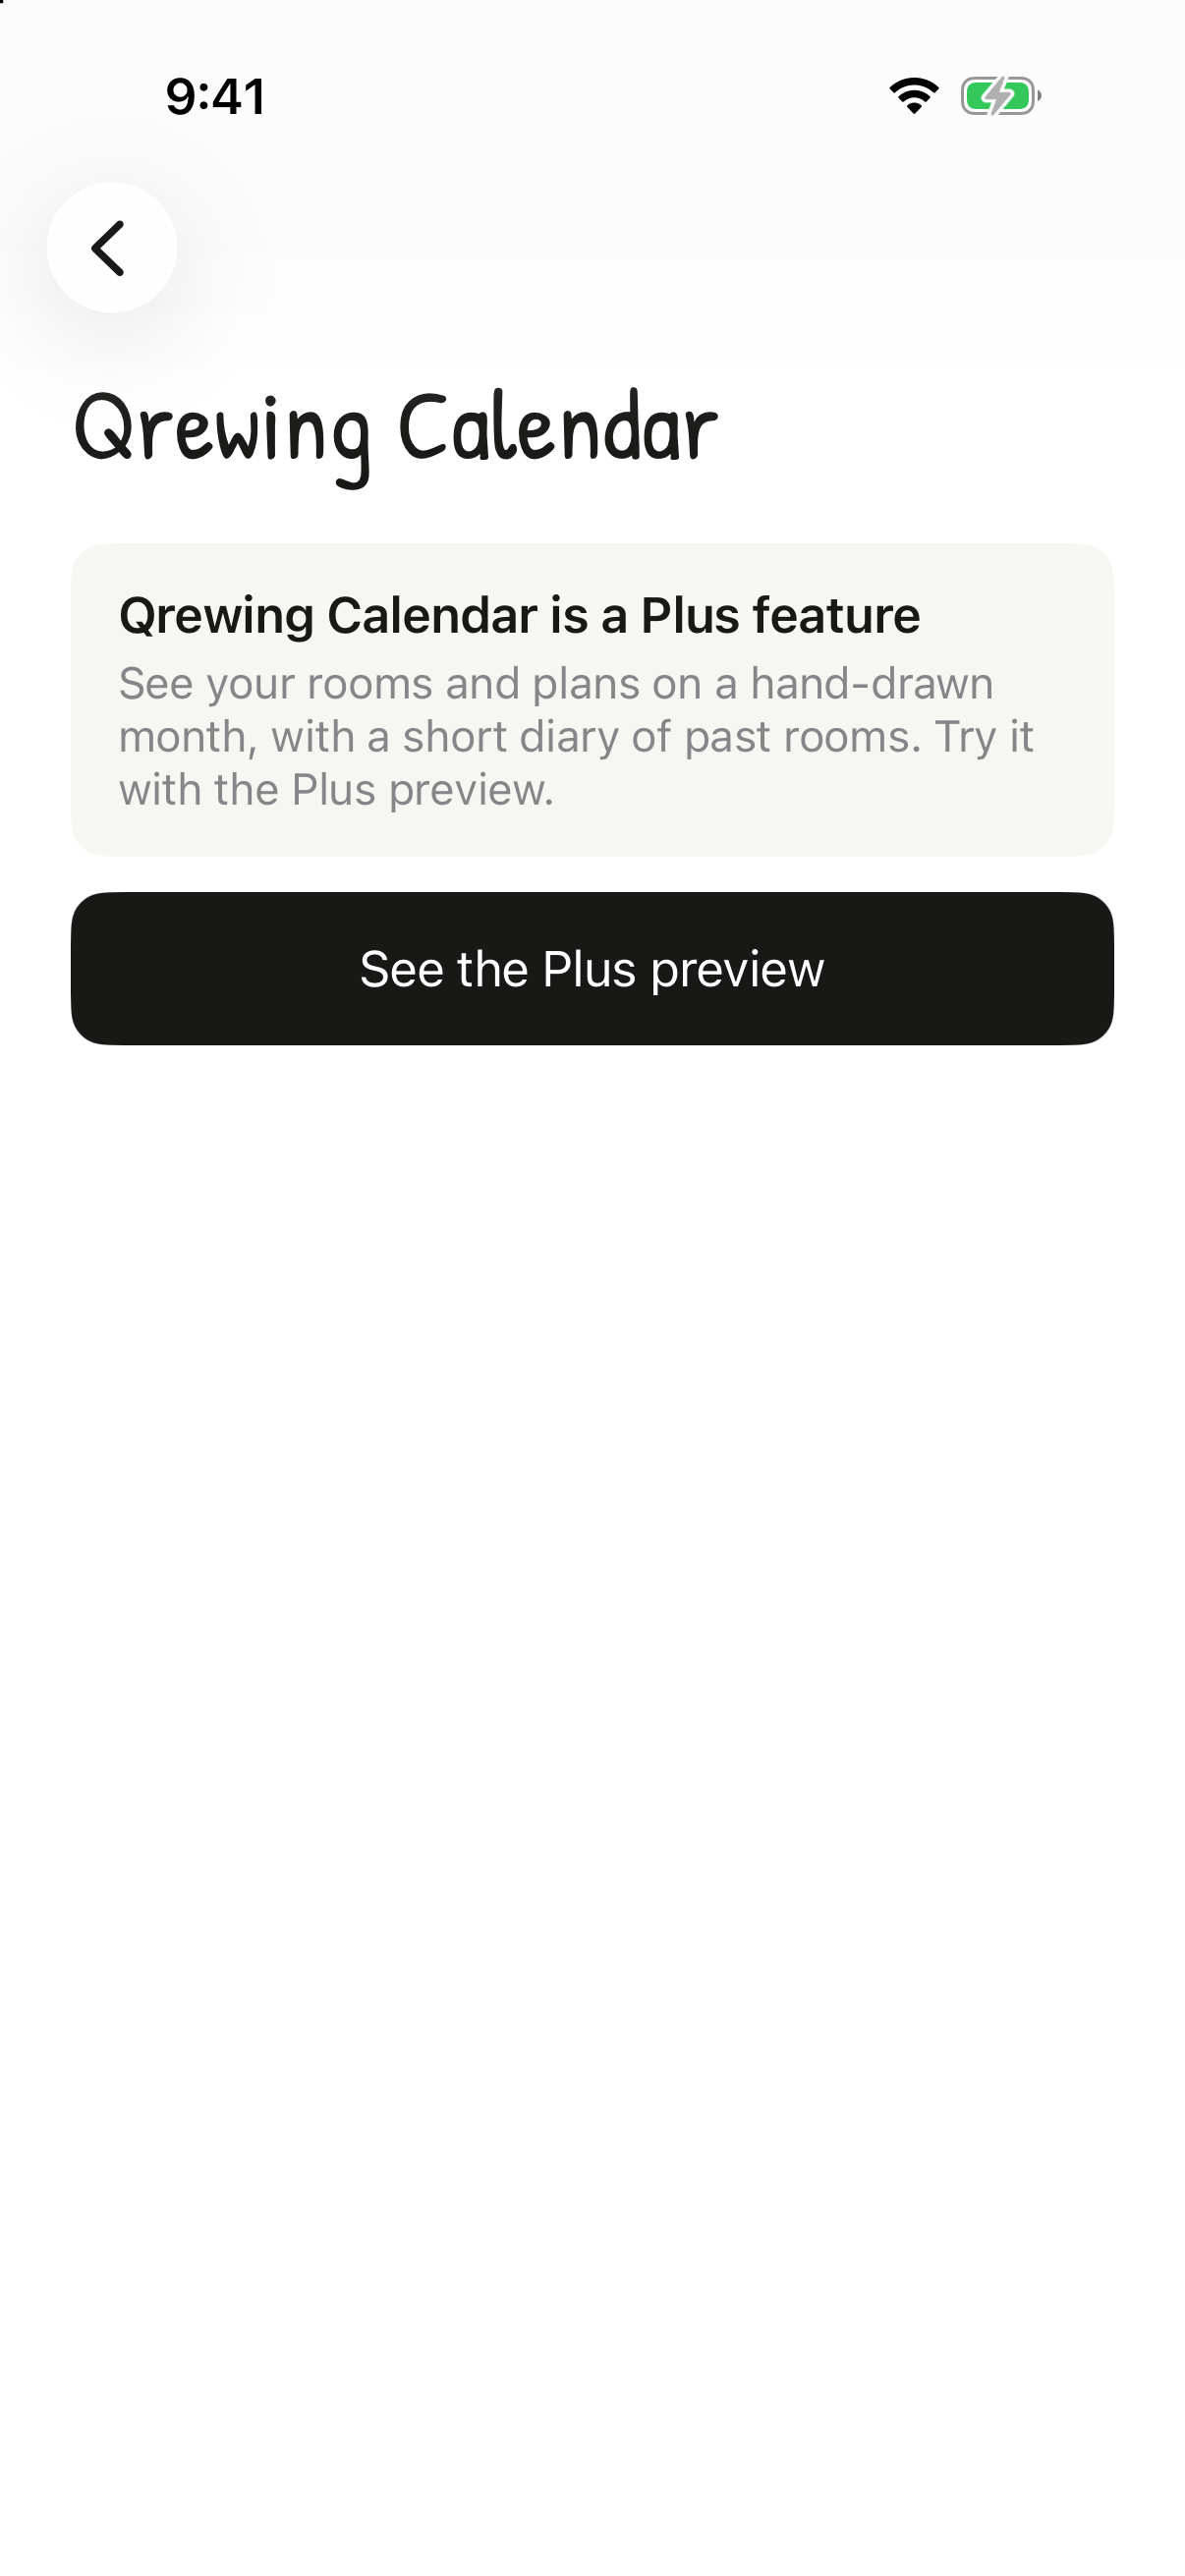 9:41
Qrewing Calendar
Qrewing Calendar is a Plus feature
See your rooms and plans on a hand-drawn
month, with a short diary of past rooms. Try it
with the Plus preview.
See the Plus preview